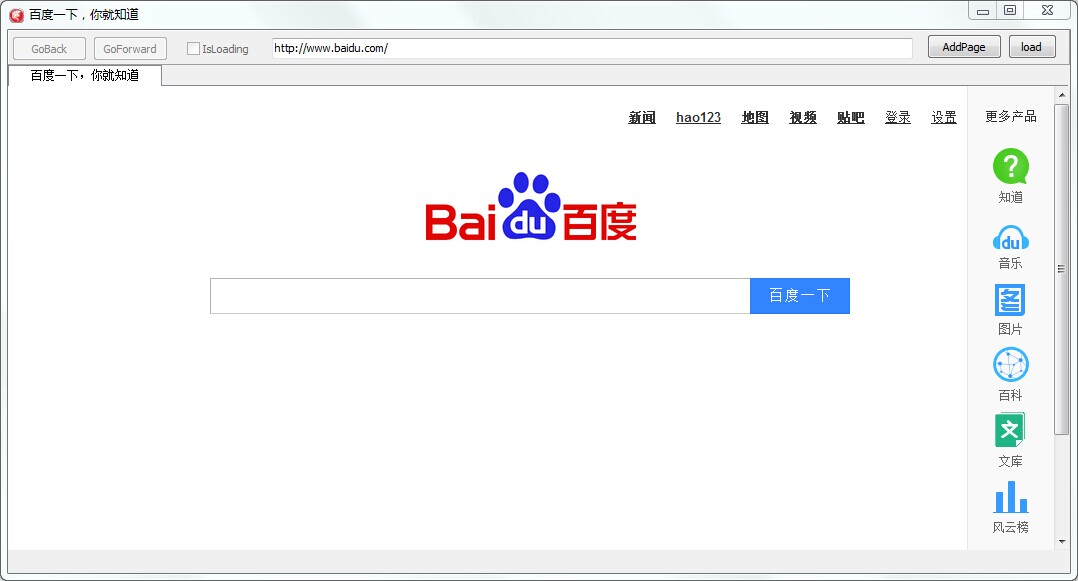 百度一下，你就知道
GoBack GoForward IsLoading http://www.baidu.com/ AddPage load
百度一下，你就知道
新闻 hao123 地图 视频 贴吧 登录 设置 更多产品
知道
Bai du 百度
音乐
百度一下
图片
百科
文
文库
风云榜